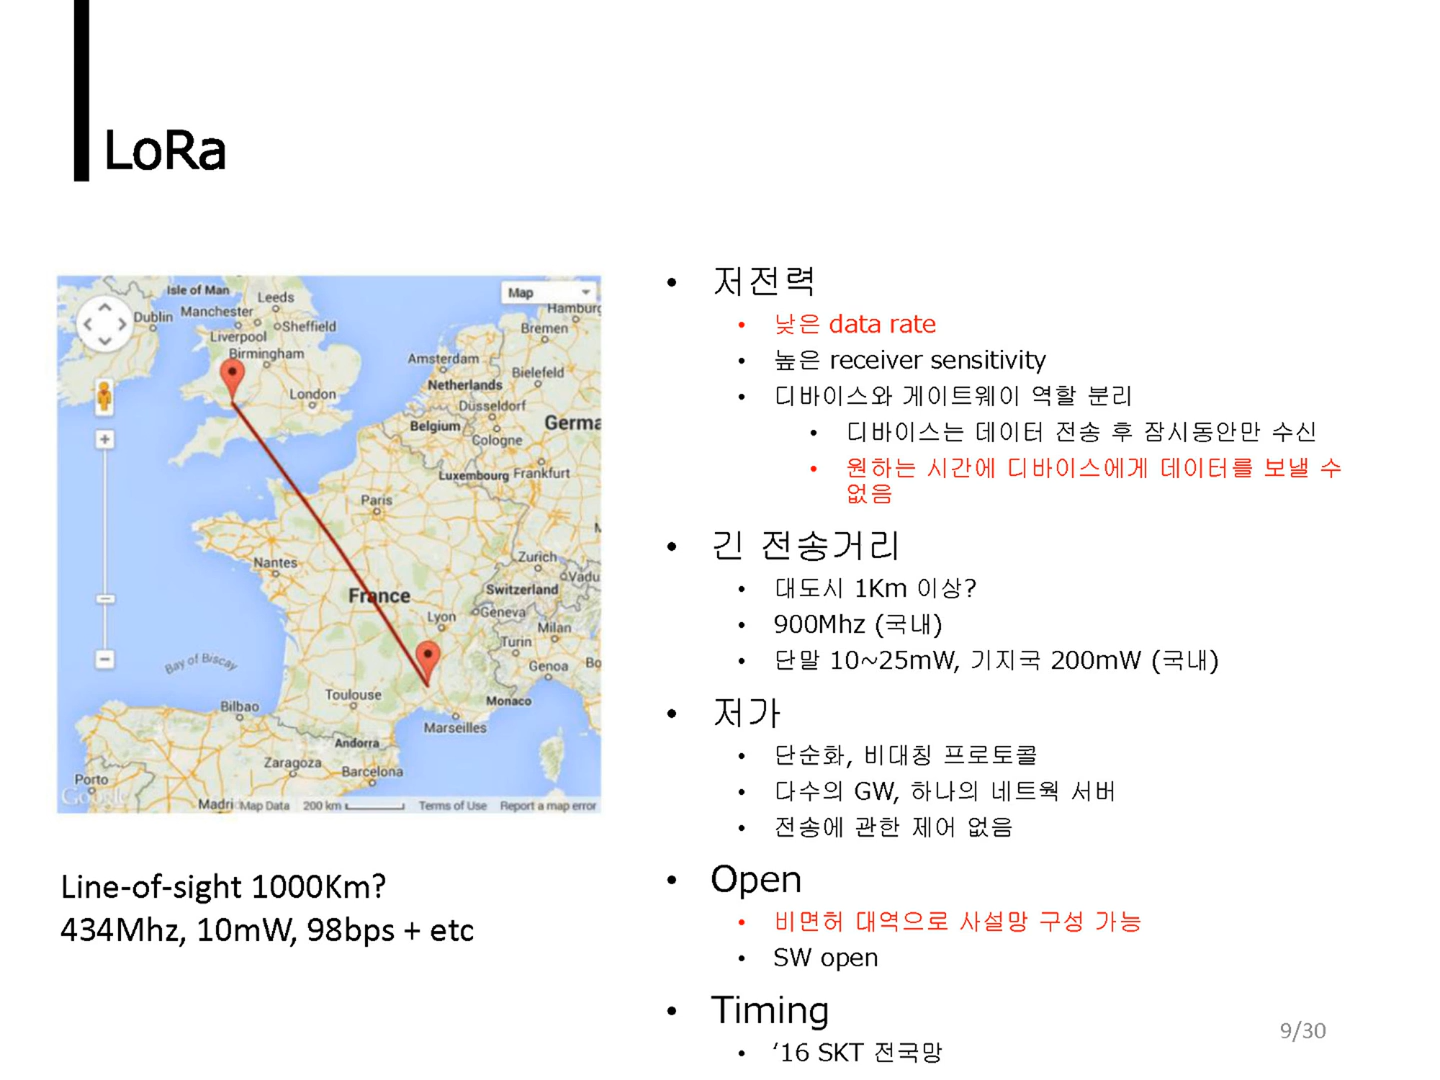 LoRa
Isle of Man
Leeds
Map
Dublin
Manchester
Hamburg
Sheffield
Bremen
Liverpool
Birmingham
Amsterdam
Bielefeld
Netherlands
London
Düsseldorf
Belgium
Germa
Cologne
Luxembourg
Frankfurt
Paris
Zurich
Nantes
Vadu
Switzerland
France
Geneva
Lyon
Milan
Turin
Bay of Biscay
Genoa
Bo
Toulouse
Monaco
Bilbao
Marseilles
Andorra
Zaragoza
Barcelona
Porto
Google
Madri
Map Data
200 km
Terms of Use
Report a map error
Line-of-sight 1000Km?
434Mhz, 10mW, 98bps + etc
• 저전력
• 낮은 data rate
• 높은 receiver sensitivity
• 디바이스와 게이트웨이 역할 분리
• 디바이스는 데이터 전송 후 잠시동안만 수신
• 원하는 시간에 디바이스에게 데이터를 보낼 수
없음
• 긴 전송거리
• 대도시 1Km 이상?
• 900Mhz (국내)
• 단말 10~25mW, 기지국 200mW (국내)
• 저가
• 단순화, 비대칭 프로토콜
• 다수의 GW, 하나의 네트웍 서버
• 전송에 관한 제어 없음
• Open
• 비면허 대역으로 사설망 구성 가능
• SW open
• Timing
• ‘16 SKT 전국망
9/30